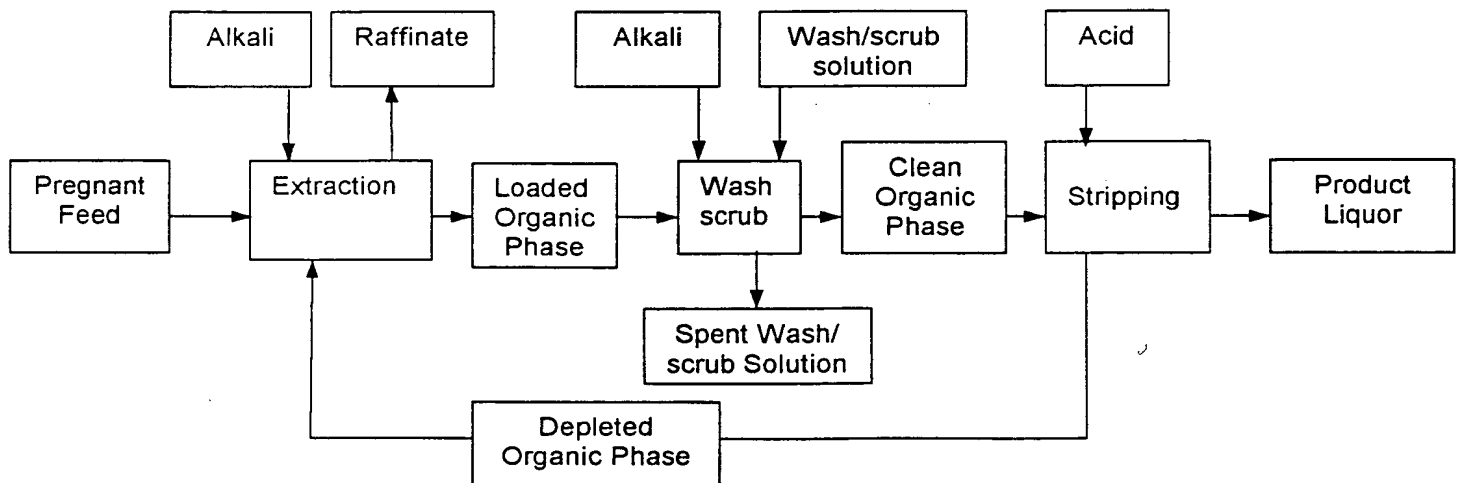 Alkali
Raffinate
Alkali
Wash/scrub
solution
Acid
Pregnant
Feed
Extraction
Loaded
Organic
Phase
Wash
scrub
Clean
Organic
Phase
Stripping
Product
Liquor
Spent Wash/
scrub Solution
Depleted
Organic Phase